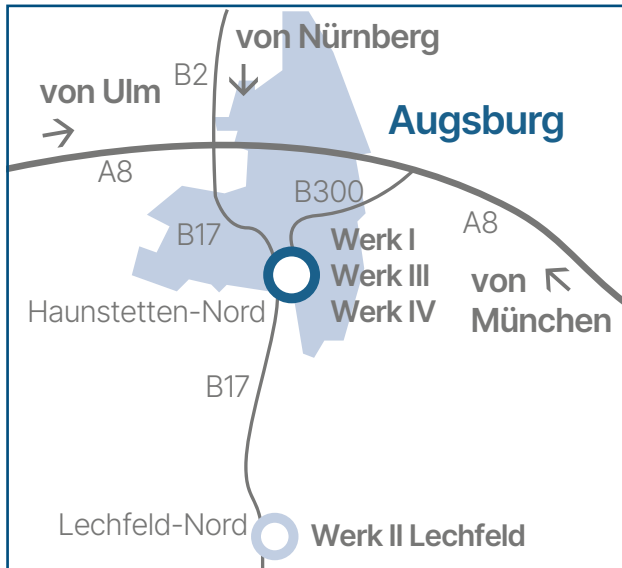 von Nürnberg
B2
von Ulm
Augsburg
A8
B300
A8
B17
Werk I
Werk III
Werk IV
von
München
Haunstetten-Nord
B17
Lechfeld-Nord
Werk II Lechfeld